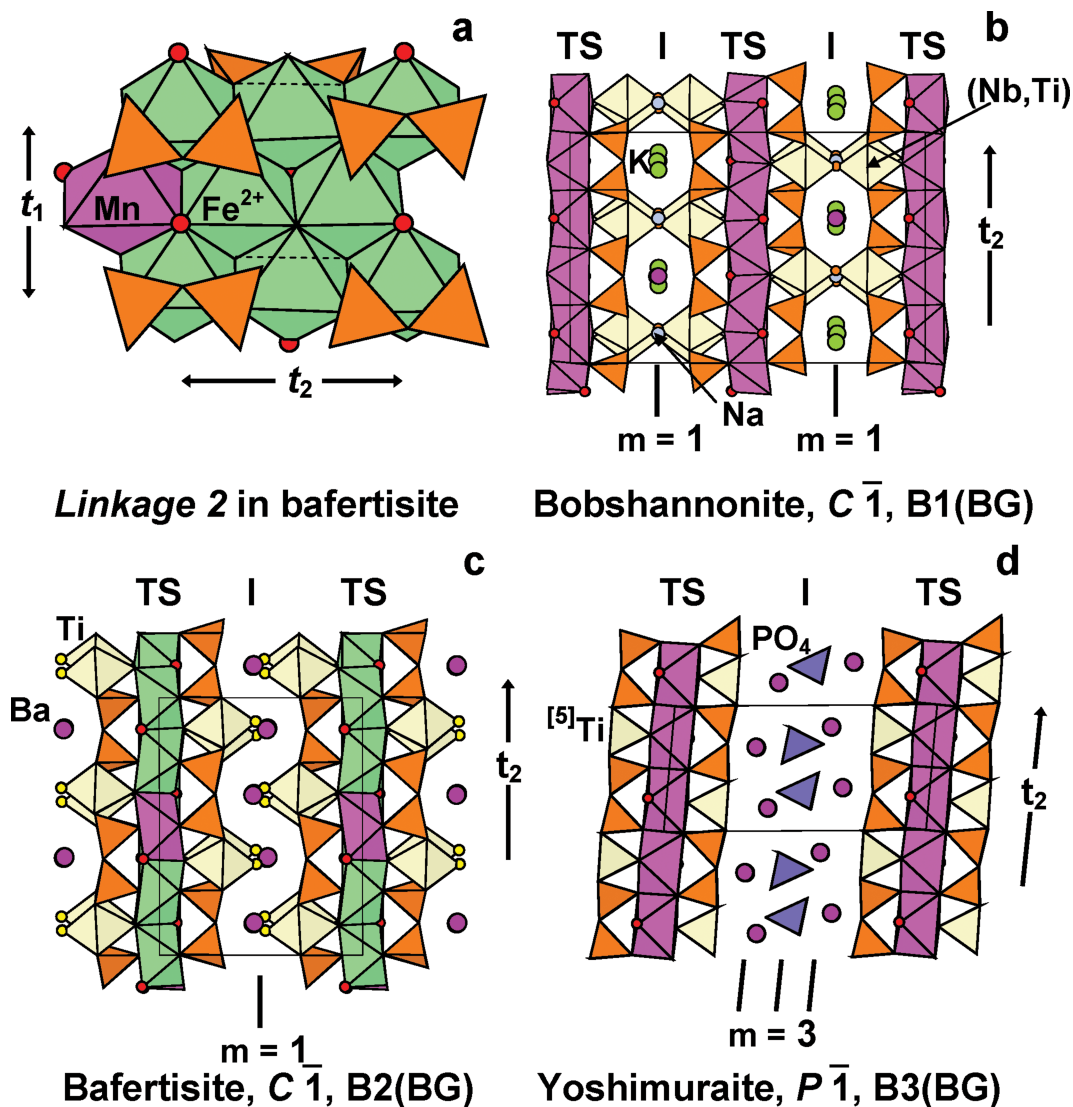 a
t1
Mn
Fe2+
t2
Linkage 2 in bafertisite
b
TS I TS I TS
(Nb,Ti)
K
t2
Na
m = 1 m = 1
Bobshannonite, C 1̄, B1(BG)
c
TS I TS
Ti
Ba
t2
m = 1
Bafertisite, C 1̄, B2(BG)
d
TS I TS
PO4
[5]Ti
t2
m = 3
Yoshimuraite, P 1̄, B3(BG)